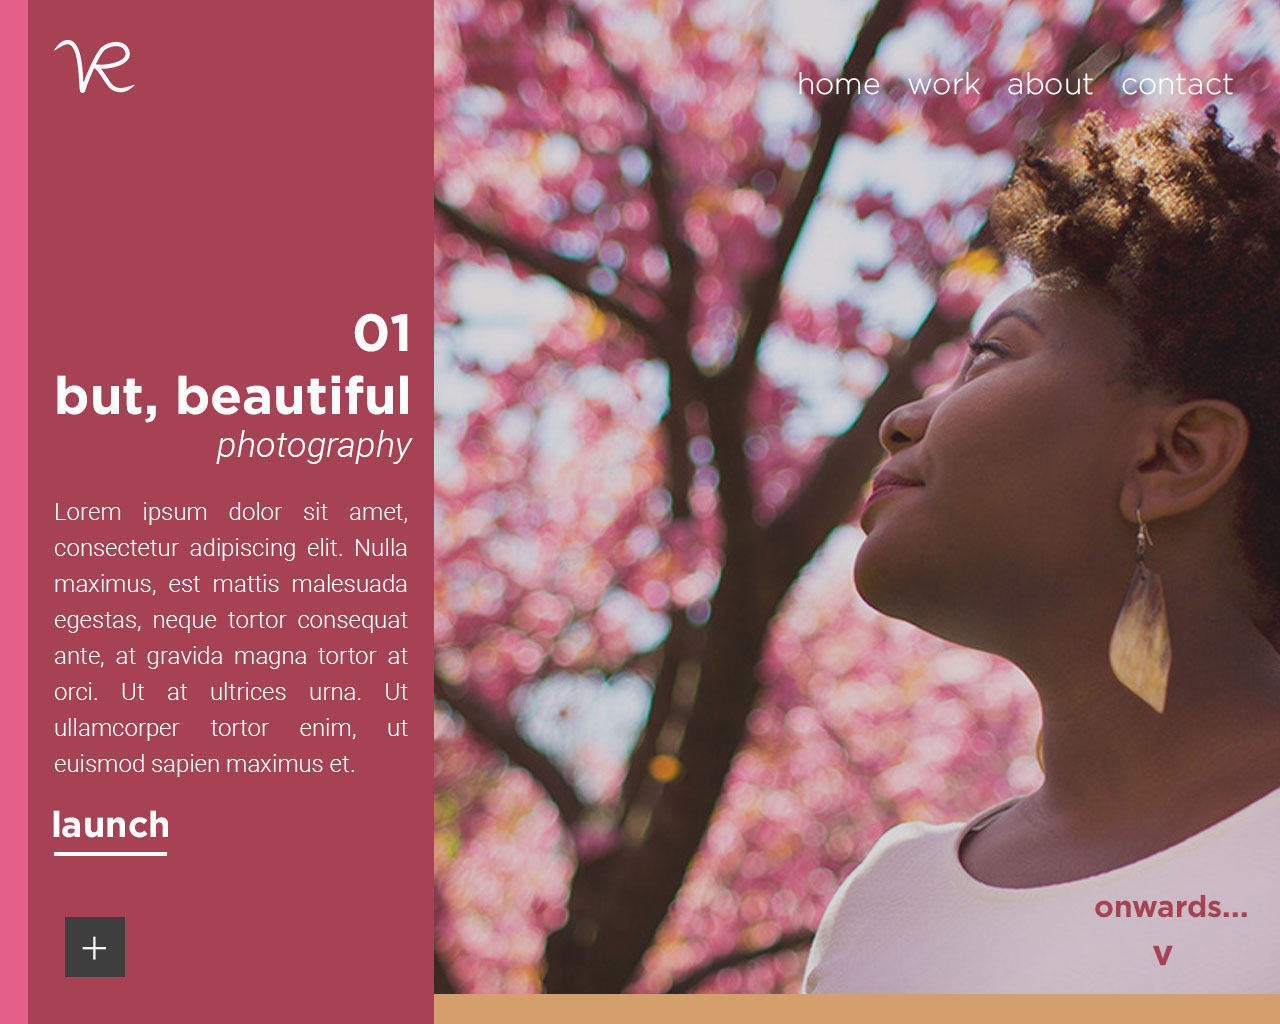 VR
home work about contact
01
but, beautiful
photography
Lorem ipsum dolor sit amet,
consectetur adipiscing elit. Nulla
maximus, est mattis malesuada
egestas, neque tortor consequat
ante, at gravida magna tortor at
orci. Ut at ultrices urna. Ut
ullamcorper tortor enim, ut
euismod sapien maximus et.
launch
+
onwards...
v